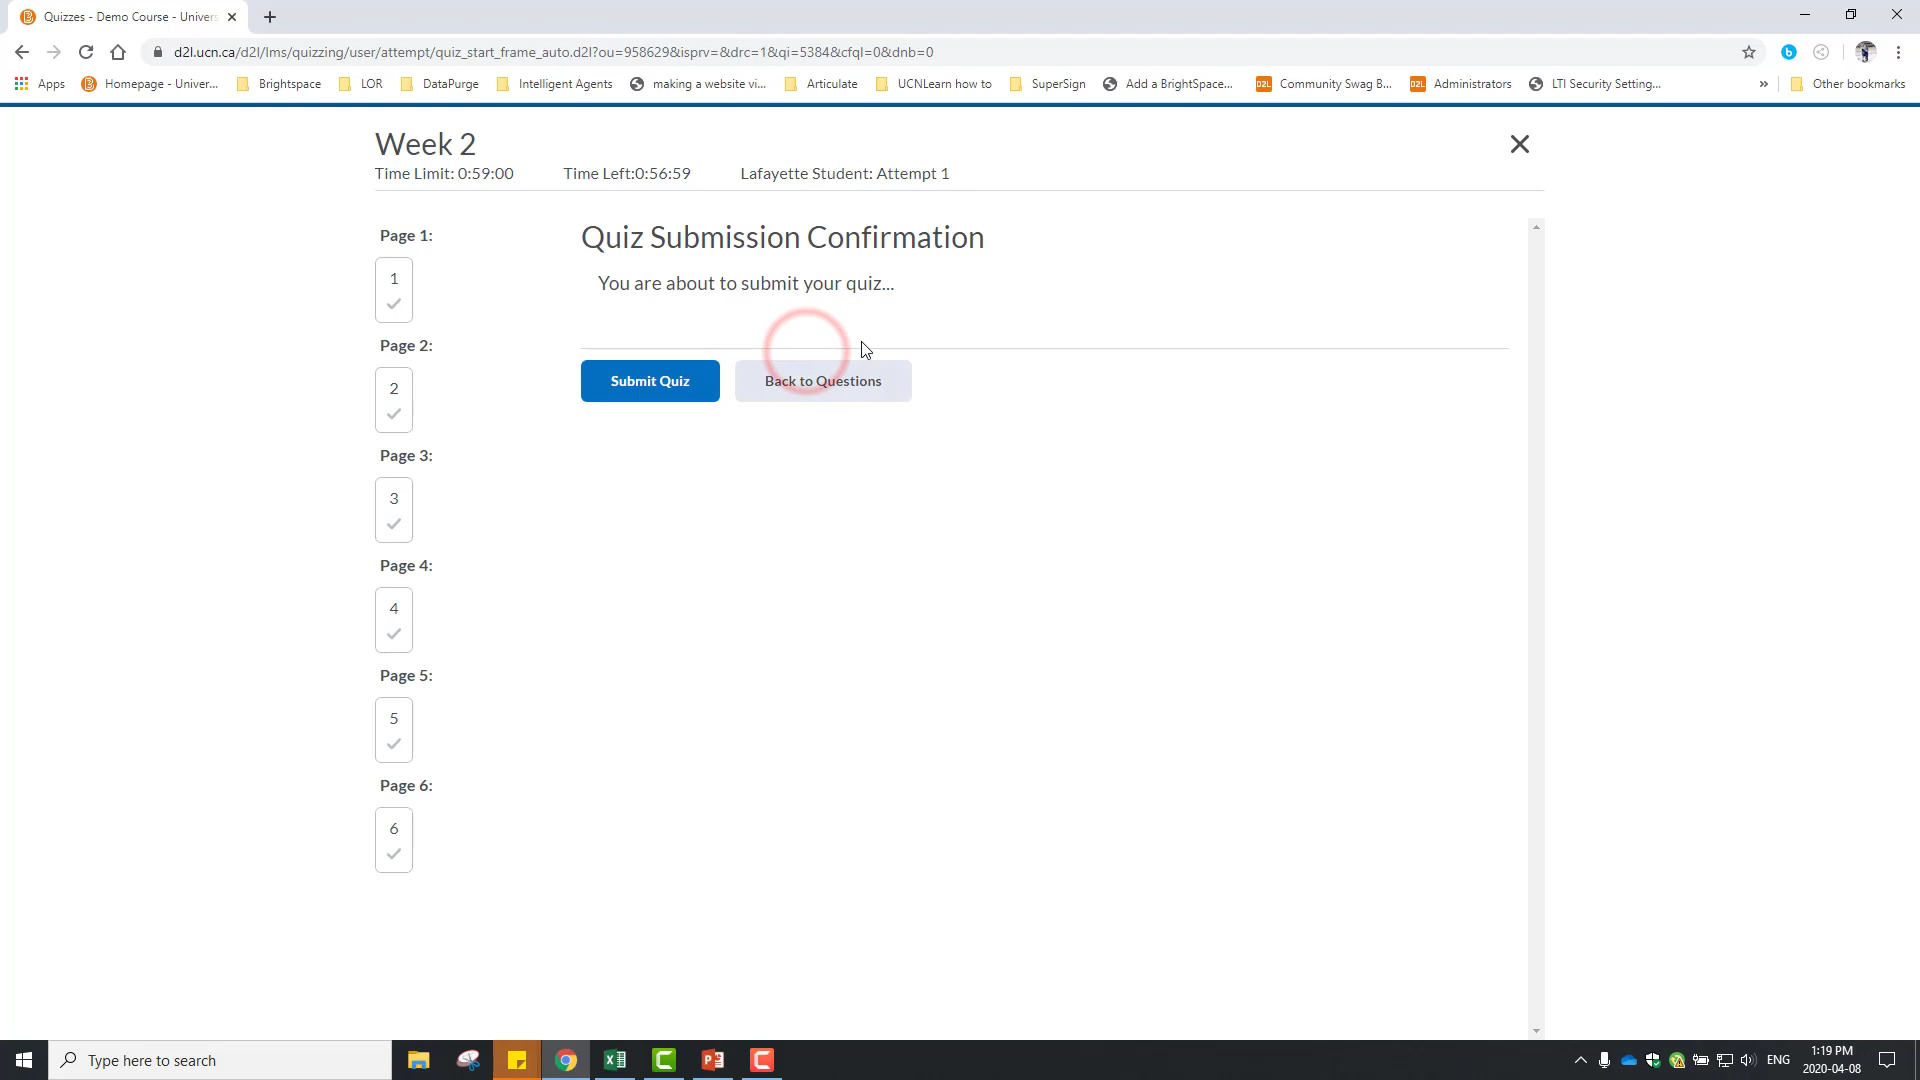 Quizzes - Demo Course - Univers
d2l.ucn.ca/d2l/lms/quizzing/user/attempt/quiz_start_frame_auto.d2l?ou=958629&isprv=&drc=1&qi=5384&cfql=0&dnb=0
Apps Homepage - Univer... Brightspace LOR DataPurge Intelligent Agents making a website vi... Articulate UCNLearn how to SuperSign Add a BrightSpace... D2L Community Swag B... D2L Administrators LTI Security Setting... » Other bookmarks
Week 2
Time Limit: 0:59:00 Time Left:0:56:59 Lafayette Student: Attempt 1
Page 1:
1
Page 2:
2
Page 3:
3
Page 4:
4
Page 5:
5
Page 6:
6
Quiz Submission Confirmation
You are about to submit your quiz...
Submit Quiz Back to Questions
Type here to search
ENG
1:19 PM
2020-04-08